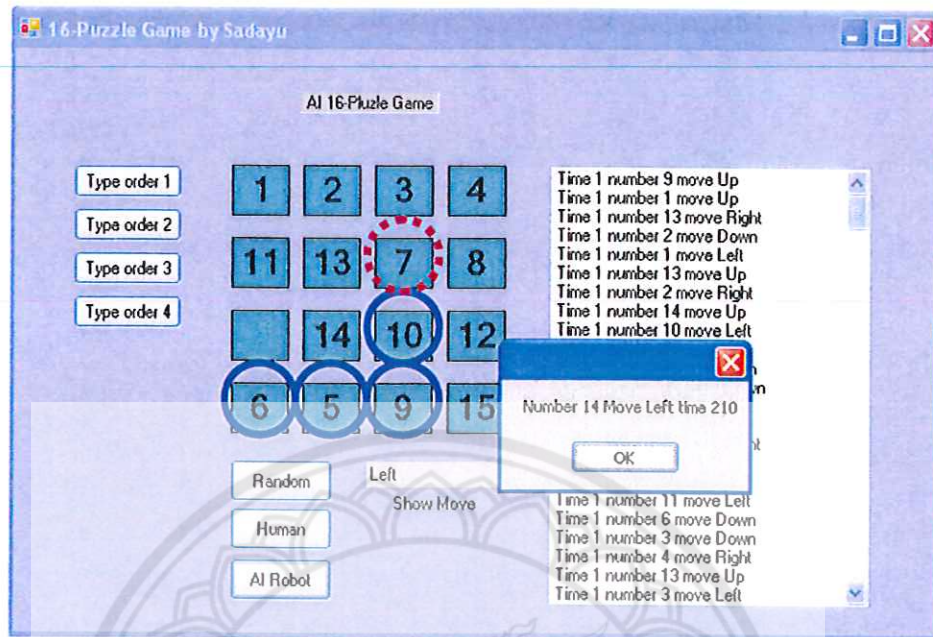 16-Puzzle Game by Sadayu
AI 16-Pluzle Game
Type order 1
Type order 2
Type order 3
Type order 4
1 2 3 4
11 13 7 8
14 10 12
6 5 9 15
Random
Human
AI Robot
Left
Show Move
Time 1 number 9 move Up
Time 1 number 1 move Up
Time 1 number 13 move Right
Time 1 number 2 move Down
Time 1 number 1 move Left
Time 1 number 13 move Up
Time 1 number 2 move Right
Time 1 number 14 move Up
Time 1 number 10 move Left
Number 14 Move Left time 210
OK
Time 1 number 11 move Left
Time 1 number 6 move Down
Time 1 number 3 move Down
Time 1 number 4 move Right
Time 1 number 13 move Up
Time 1 number 3 move Left